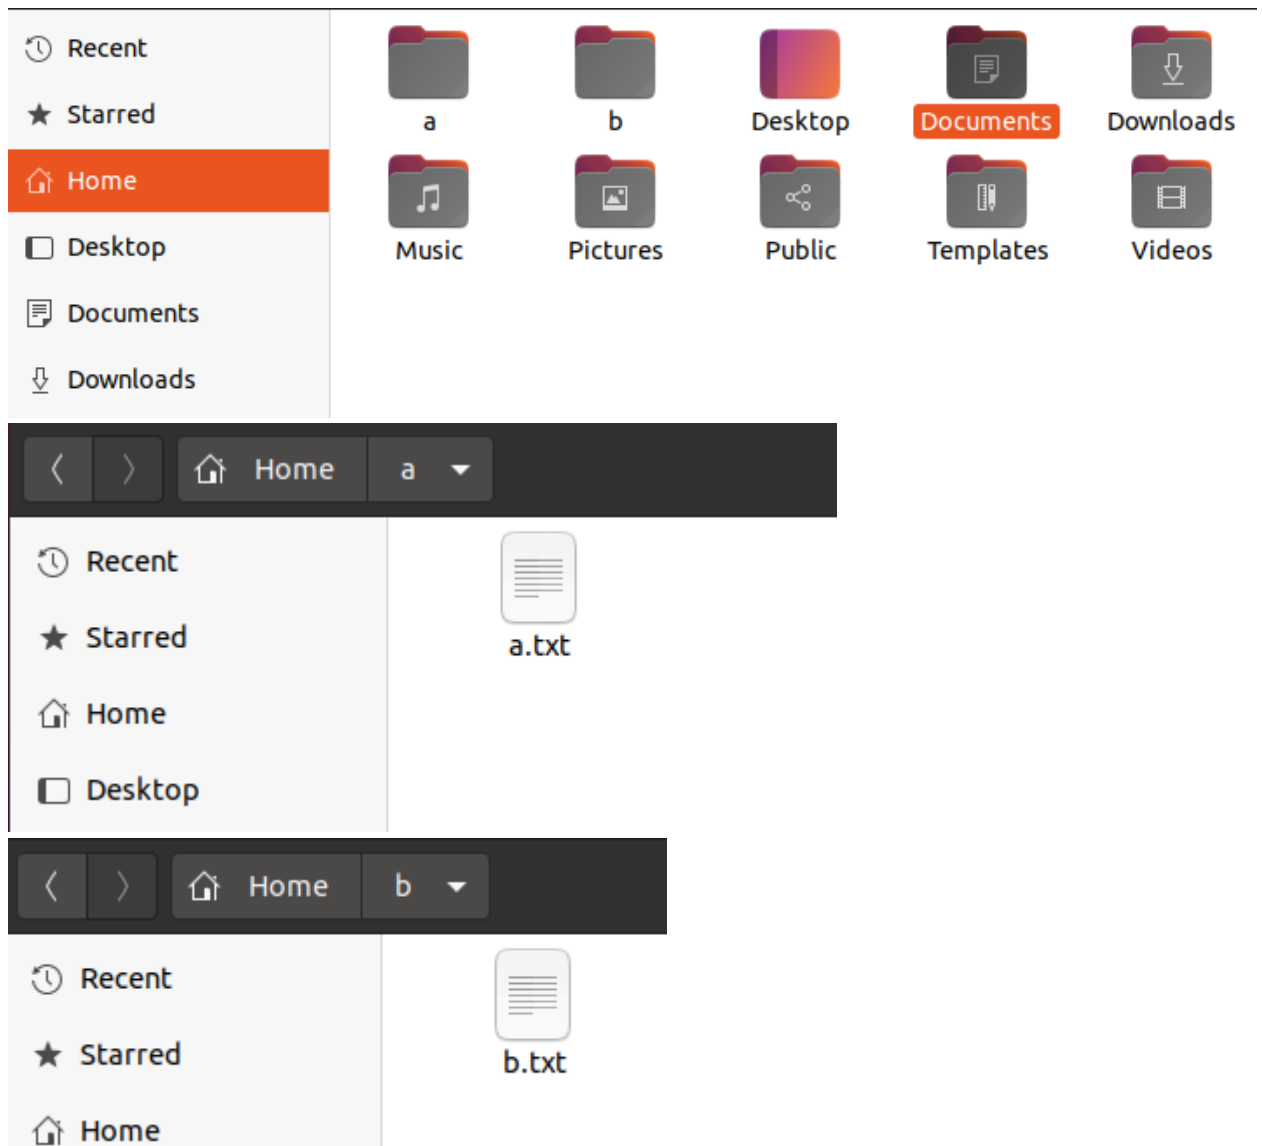 Recent
Starred
Home
Desktop
Documents
Downloads
a b Desktop Documents Downloads
Music Pictures Public Templates Videos
Home a
Recent
Starred
Home
Desktop
a.txt
Home b
Recent
Starred
Home
b.txt